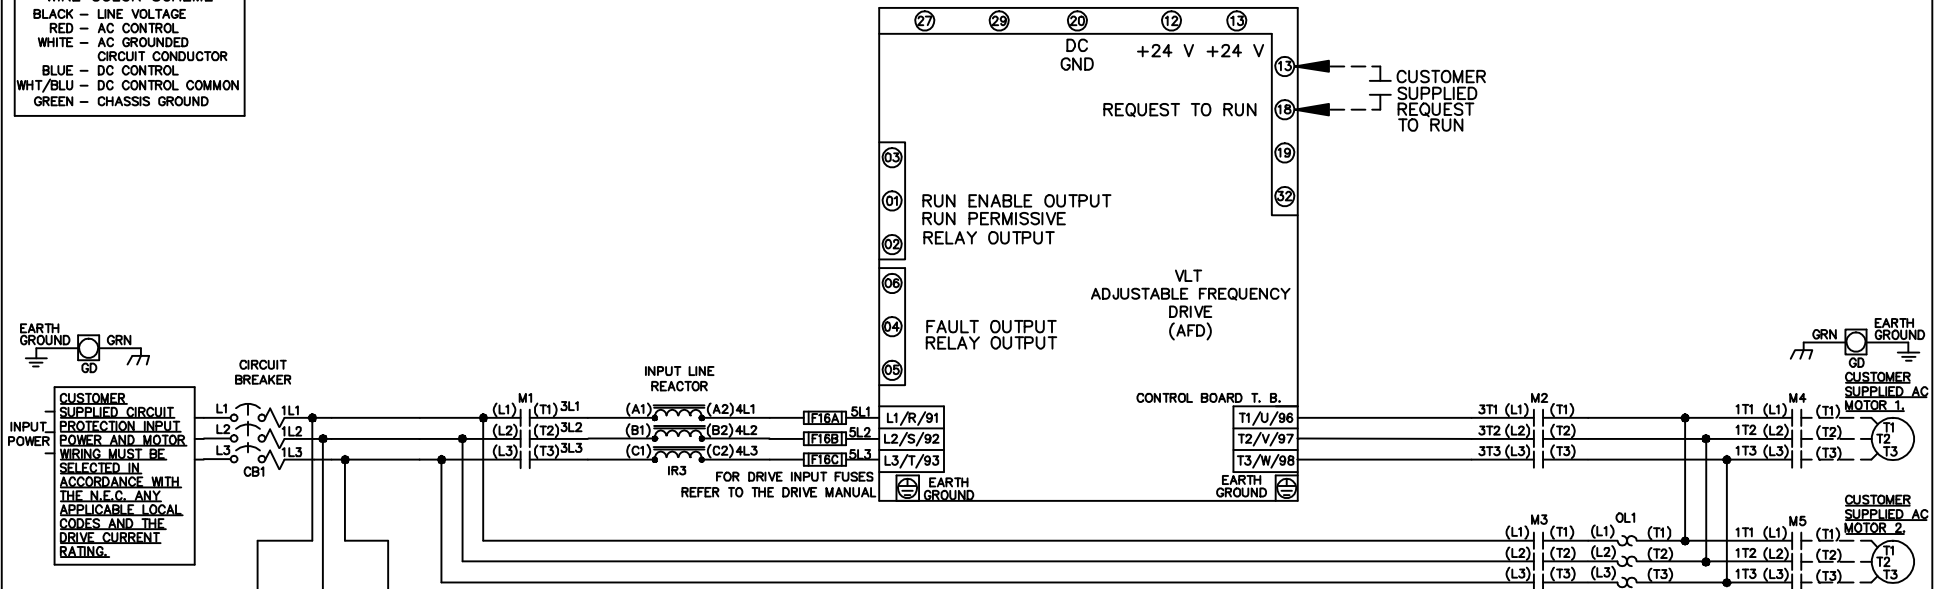 BLACK – LINE VOLTAGE
RED – AC CONTROL
WHITE – AC GROUNDED
CIRCUIT CONDUCTOR
BLUE – DC CONTROL
WHT/BLU – DC CONTROL COMMON
GREEN – CHASSIS GROUND
27 29 20 12 13
DC
GND
+24 V +24 V
13
REQUEST TO RUN 18
19
32
CUSTOMER
SUPPLIED
REQUEST
TO RUN
03
01
02
RUN ENABLE OUTPUT
RUN PERMISSIVE
RELAY OUTPUT
06
04
05
FAULT OUTPUT
RELAY OUTPUT
VLT
ADJUSTABLE FREQUENCY
DRIVE
(AFD)
CONTROL BOARD T. B.
EARTH
GROUND
GRN
GD
INPUT
POWER
CUSTOMER
SUPPLIED CIRCUIT
PROTECTION INPUT
POWER AND MOTOR
WIRING MUST BE
SELECTED IN
ACCORDANCE WITH
THE N.E.C. ANY
APPLICABLE LOCAL
CODES AND THE
DRIVE CURRENT
RATING.
CIRCUIT
BREAKER
L1 1L1
L2 1L2
L3 1L3
CB1
M1
(L1) (T1) 3L1
(L2) (T2) 3L2
(L3) (T3) 3L3
INPUT LINE
REACTOR
(A1) (A2) 4L1
(B1) (B2) 4L2
(C1) (C2) 4L3
IR3
F16A 5L1
F16B 5L2
F16C 5L3
FOR DRIVE INPUT FUSES
REFER TO THE DRIVE MANUAL
L1/R/91
L2/S/92
L3/T/93
EARTH
GROUND
T1/U/96
T2/V/97
T3/W/98
EARTH
GROUND
M2
3T1 (L1) (T1)
3T2 (L2) (T2)
3T3 (L3) (T3)
M4
1T1 (L1) (T1)
1T2 (L2) (T2)
1T3 (L3) (T3)
GRN
GD
EARTH
GROUND
CUSTOMER
SUPPLIED AC
MOTOR 1.
T1
T2
T3
M3 OL1
(L1) (T1) (L1) (T1)
(L2) (T2) (L2) (T2)
(L3) (T3) (L3) (T3)
M5
1T1 (L1) (T1)
1T2 (L2) (T2)
1T3 (L3) (T3)
CUSTOMER
SUPPLIED AC
MOTOR 2.
T1
T2
T3